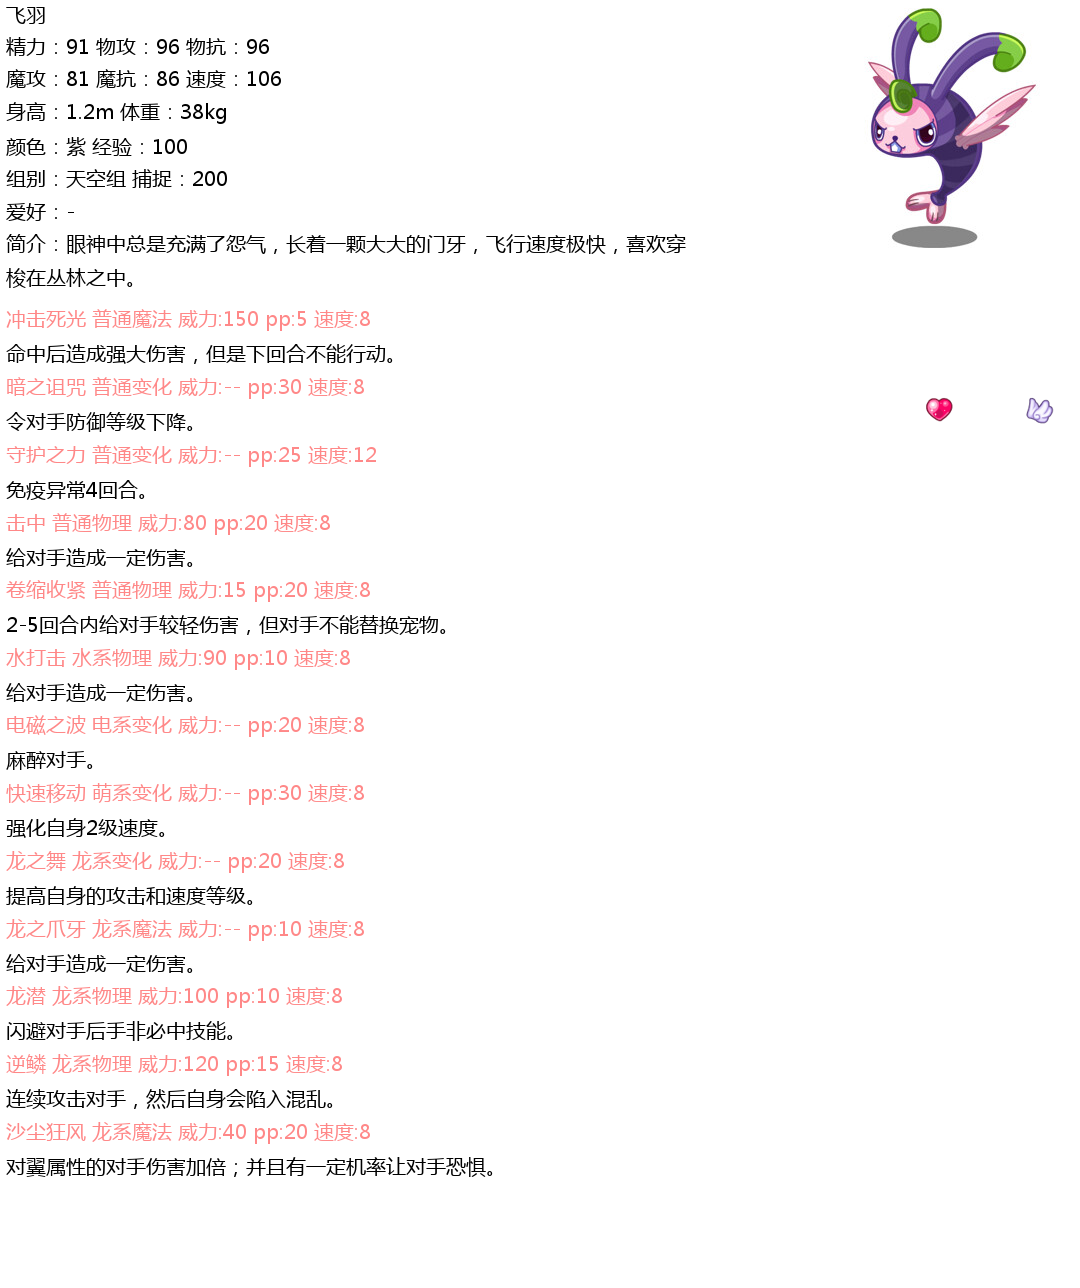 飞羽
精力：91 物攻：96 物抗：96
魔攻：81 魔抗：86 速度：106
身高：1.2m 体重：38kg
颜色：紫 经验：100
组别：天空组 捕捉：200
爱好：-
简介：眼神中总是充满了怨气，长着一颗大大的门牙，飞行速度极快，喜欢穿
梭在丛林之中。
冲击死光 普通魔法 威力:150 pp:5 速度:8
命中后造成强大伤害，但是下回合不能行动。
暗之诅咒 普通变化 威力:-- pp:30 速度:8
令对手防御等级下降。
守护之力 普通变化 威力:-- pp:25 速度:12
免疫异常4回合。
击中 普通物理 威力:80 pp:20 速度:8
给对手造成一定伤害。
卷缩收紧 普通物理 威力:15 pp:20 速度:8
2-5回合内给对手较轻伤害，但对手不能替换宠物。
水打击 水系物理 威力:90 pp:10 速度:8
给对手造成一定伤害。
电磁之波 电系变化 威力:-- pp:20 速度:8
麻醉对手。
快速移动 萌系变化 威力:-- pp:30 速度:8
强化自身2级速度。
龙之舞 龙系变化 威力:-- pp:20 速度:8
提高自身的攻击和速度等级。
龙之爪牙 龙系魔法 威力:-- pp:10 速度:8
给对手造成一定伤害。
龙潜 龙系物理 威力:100 pp:10 速度:8
闪避对手后手非必中技能。
逆鳞 龙系物理 威力:120 pp:15 速度:8
连续攻击对手，然后自身会陷入混乱。
沙尘狂风 龙系魔法 威力:40 pp:20 速度:8
对翼属性的对手伤害加倍；并且有一定机率让对手恐惧。